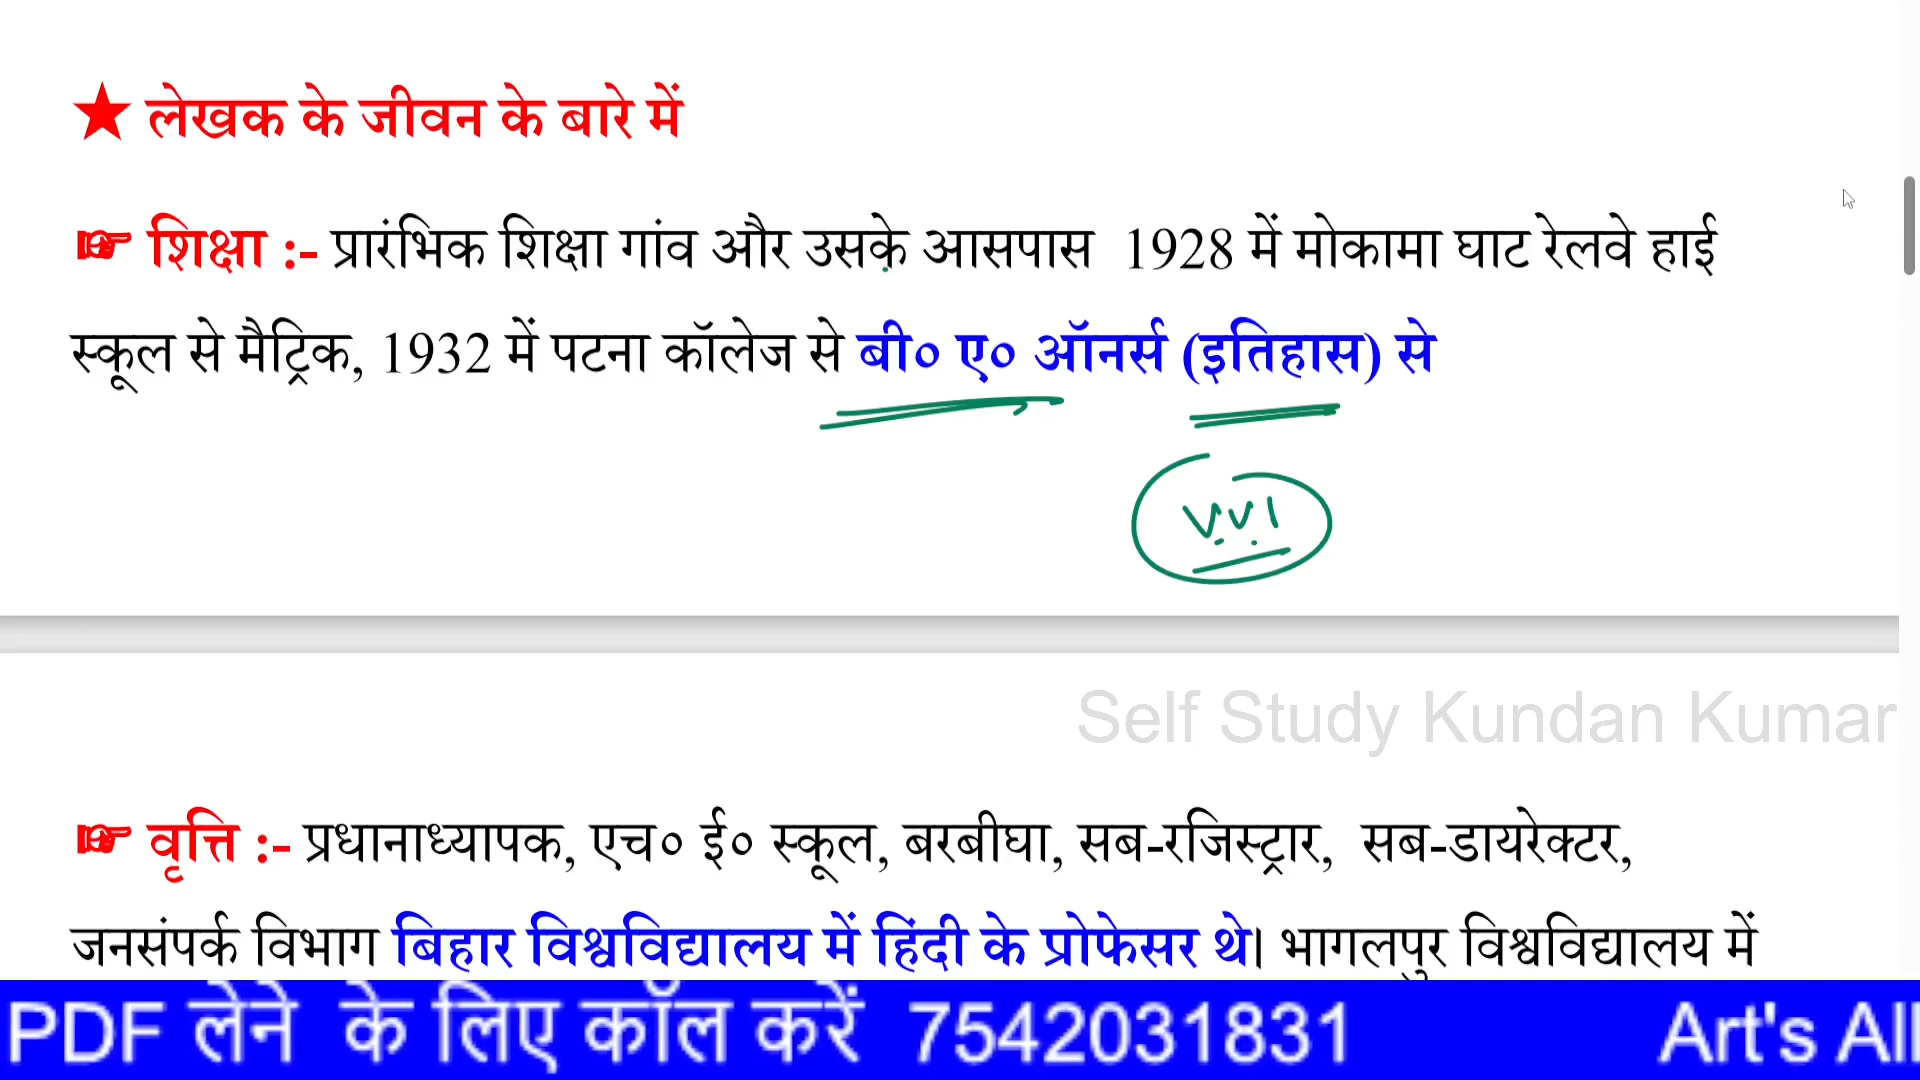 ★ लेखक के जीवन के बारे में
☞ शिक्षा :- प्रारंभिक शिक्षा गांव और उसके आसपास 1928 में मोकामा घाट रेलवे हाई
स्कूल से मैट्रिक, 1932 में पटना कॉलेज से बी० ए० ऑनर्स (इतिहास) से
V.V.I
Self Study Kundan Kumar
☞ वृत्ति :- प्रधानाध्यापक, एच० ई० स्कूल, बरबीघा, सब-रजिस्ट्रार, सब-डायरेक्टर,
जनसंपर्क विभाग बिहार विश्वविद्यालय में हिंदी के प्रोफेसर थे। भागलपुर विश्वविद्यालय में
PDF लेने के लिए कॉल करें 7542031831 Art's All